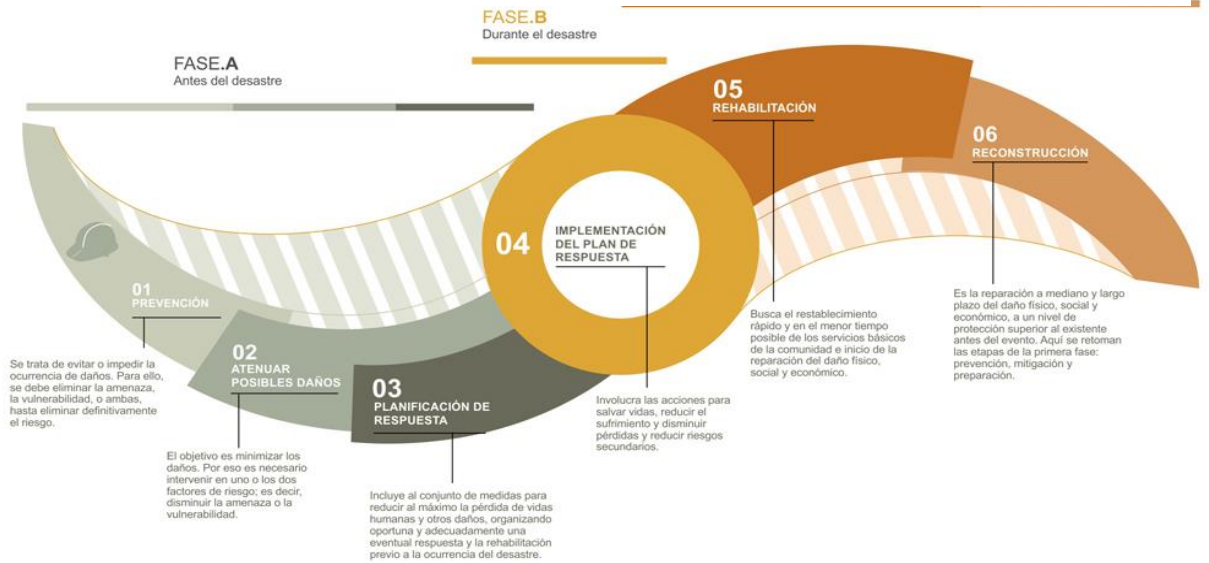 FASE.A
Antes del desastre
FASE.B
Durante el desastre
01
PREVENCIÓN
Se trata de evitar o impedir la
ocurrencia de daños. Para ello,
se debe eliminar la amenaza,
la vulnerabilidad, o ambas,
hasta eliminar definitivamente
el riesgo.
02
ATENUAR
POSIBLES DAÑOS
El objetivo es minimizar los
daños. Por eso es necesario
intervenir en uno o los dos
factores de riesgo; es decir,
disminuir la amenaza o la
vulnerabilidad.
03
PLANIFICACIÓN DE
RESPUESTA
Incluye al conjunto de medidas para
reducir al máximo la pérdida de vidas
humanas y otros daños, organizando
oportuna y adecuadamente una
eventual respuesta y la rehabilitación
previo a la ocurrencia del desastre.
04
IMPLEMENTACIÓN
DEL PLAN DE
RESPUESTA
Involucra las acciones para
salvar vidas, reducir el
sufrimiento y disminuir
pérdidas y reducir riesgos
secundarios.
05
REHABILITACIÓN
Busca el restablecimiento
rápido y en el menor tiempo
posible de los servicios básicos
de la comunidad e inicio de la
reparación del daño físico,
social y económico.
06
RECONSTRUCCIÓN
Es la reparación a mediano y largo
plazo del daño físico, social y
económico, a un nivel de
protección superior al existente
antes del evento. Aquí se retoman
las etapas de la primera fase:
prevención, mitigación y
preparación.